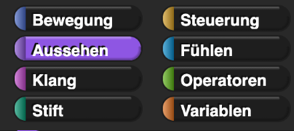 Bewegung Steuerung
Aussehen Fühlen
Klang Operatoren
Stift Variablen